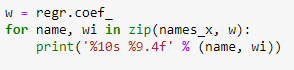 w = regr.coef_
for name, wi in zip(names_x, w):
    print('%10s %9.4f' % (name, wi))